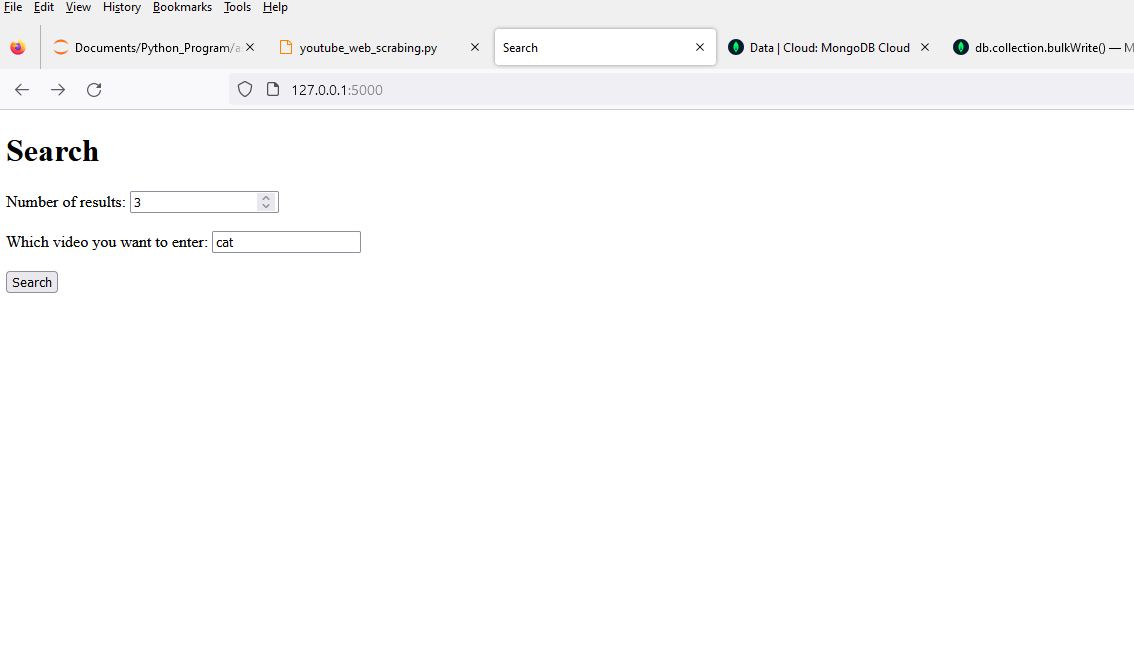 File Edit View History Bookmarks Tools Help
Documents/Python_Program/a youtube_web_scrabing.py Search Data | Cloud: MongoDB Cloud db.collection.bulkWrite() — M
127.0.0.1:5000
Search
Number of results: 3
Which video you want to enter: cat
Search